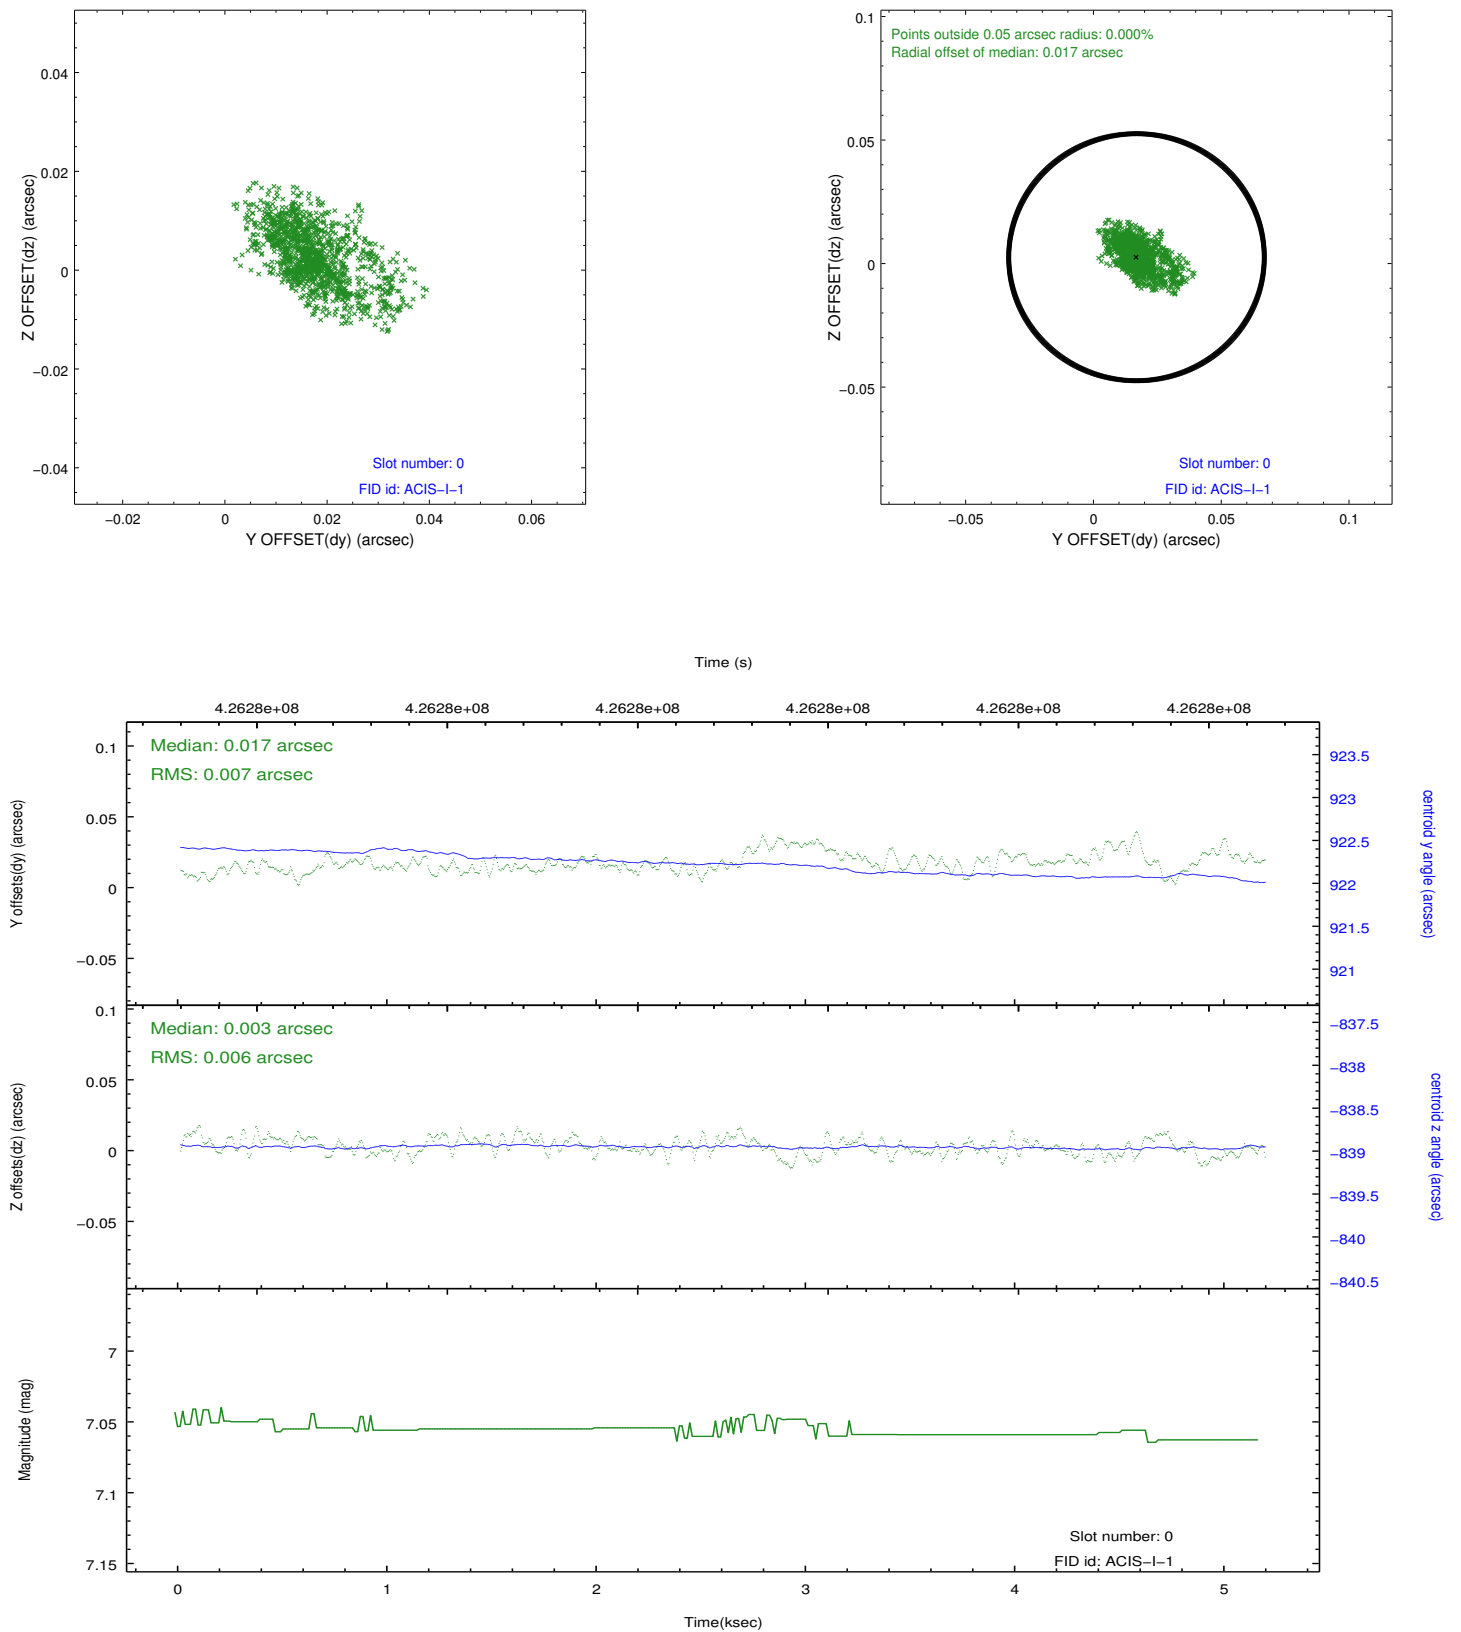 0.04
0.02
0
−0.02
−0.04
Z OFFSET(dz) (arcsec)
Slot number: 0
FID id: ACIS−I−1
−0.02 0 0.02 0.04 0.06
Y OFFSET(dy) (arcsec)
Points outside 0.05 arcsec radius: 0.000%
Radial offset of median: 0.017 arcsec
0.1
0.05
0
−0.05
Z OFFSET(dz) (arcsec)
Slot number: 0
FID id: ACIS−I−1
−0.05 0 0.05 0.1
Y OFFSET(dy) (arcsec)
Time (s)
4.2628e+08 4.2628e+08 4.2628e+08 4.2628e+08 4.2628e+08 4.2628e+08
Median: 0.017 arcsec
RMS: 0.007 arcsec
0.1
0.05
0
−0.05
Y offsets(dy) (arcsec)
923.5
923
922.5
922
921.5
921
centroid y angle (arcsec)
Median: 0.003 arcsec
RMS: 0.006 arcsec
0.1
0.05
0
−0.05
Z offsets(dz) (arcsec)
−837.5
−838
−838.5
−839
−839.5
−840
−840.5
centroid z angle (arcsec)
7
7.05
7.1
7.15
Magnitude (mag)
Slot number: 0
FID id: ACIS−I−1
0 1 2 3 4 5
Time(ksec)